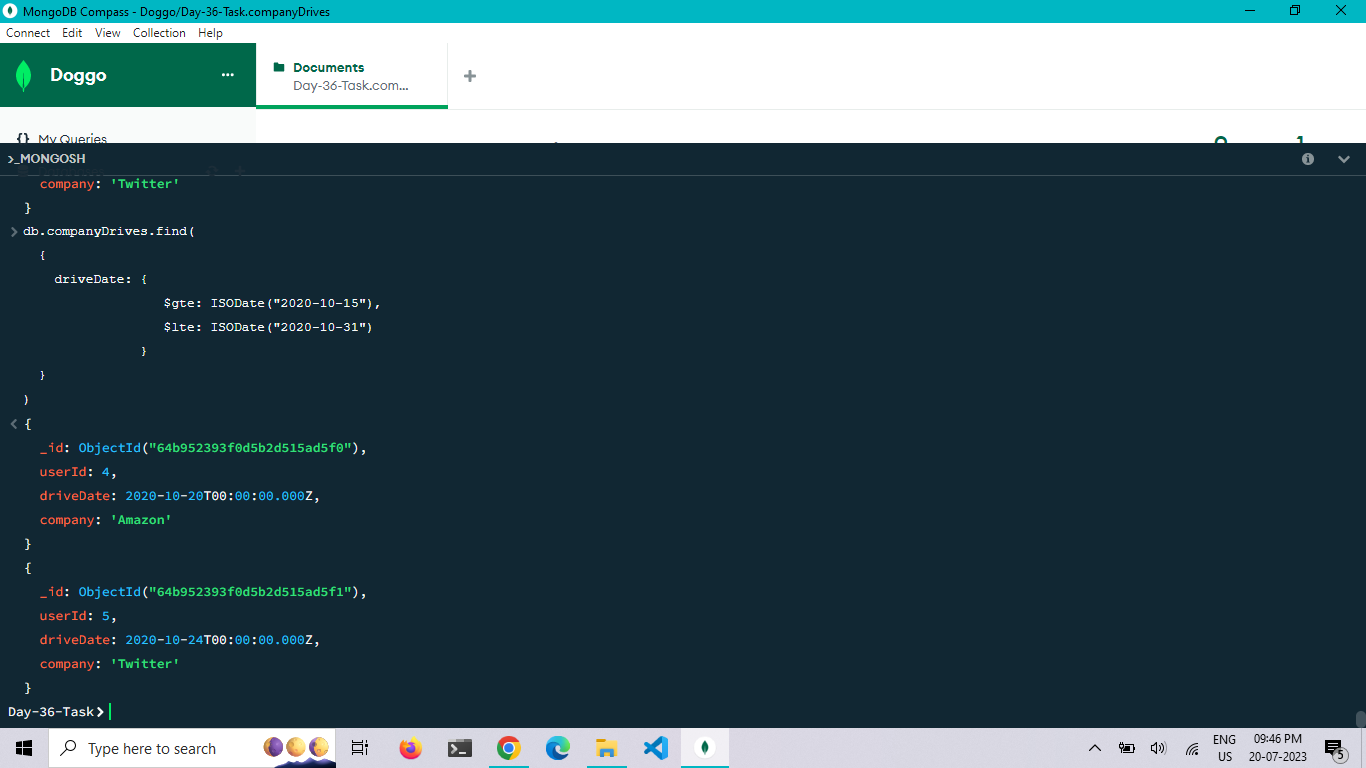 MongoDB Compass - Doggo/Day-36-Task.companyDrives
Connect Edit View Collection Help
Doggo
Documents
Day-36-Task.com...
{} My Queries
>_MONGOSH
company: 'Twitter'
}
db.companyDrives.find(
{
driveDate: {
$gte: ISODate("2020-10-15"),
$lte: ISODate("2020-10-31")
}
}
)
{
_id: ObjectId("64b952393f0d5b2d515ad5f0"),
userId: 4,
driveDate: 2020-10-20T00:00:00.000Z,
company: 'Amazon'
}
{
_id: ObjectId("64b952393f0d5b2d515ad5f1"),
userId: 5,
driveDate: 2020-10-24T00:00:00.000Z,
company: 'Twitter'
}
Day-36-Task>
Type here to search
ENG
US
09:46 PM
20-07-2023
5